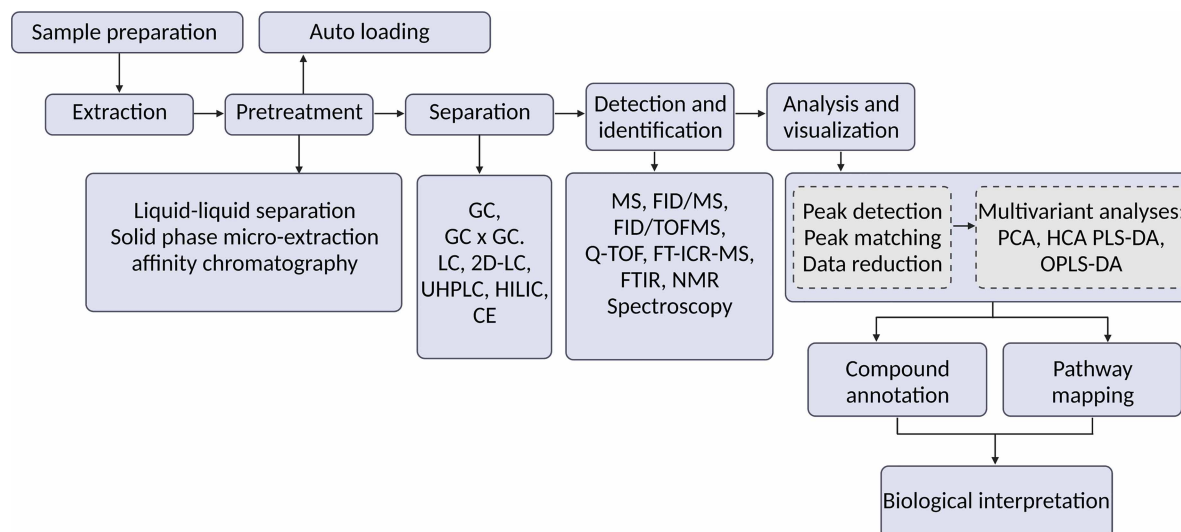 Sample preparation
Auto loading
Extraction
Pretreatment
Separation
Detection and
identification
Analysis and
visualization
Liquid-liquid separation
Solid phase micro-extraction
affinity chromatography
GC,
GC x GC.
LC, 2D-LC,
UHPLC, HILIC,
CE
MS, FID/MS,
FID/TOFMS,
Q-TOF, FT-ICR-MS,
FTIR, NMR
Spectroscopy
Peak detection
Peak matching
Data reduction
Multivariant analyses:
PCA, HCA PLS-DA,
OPLS-DA
Compound
annotation
Pathway
mapping
Biological interpretation